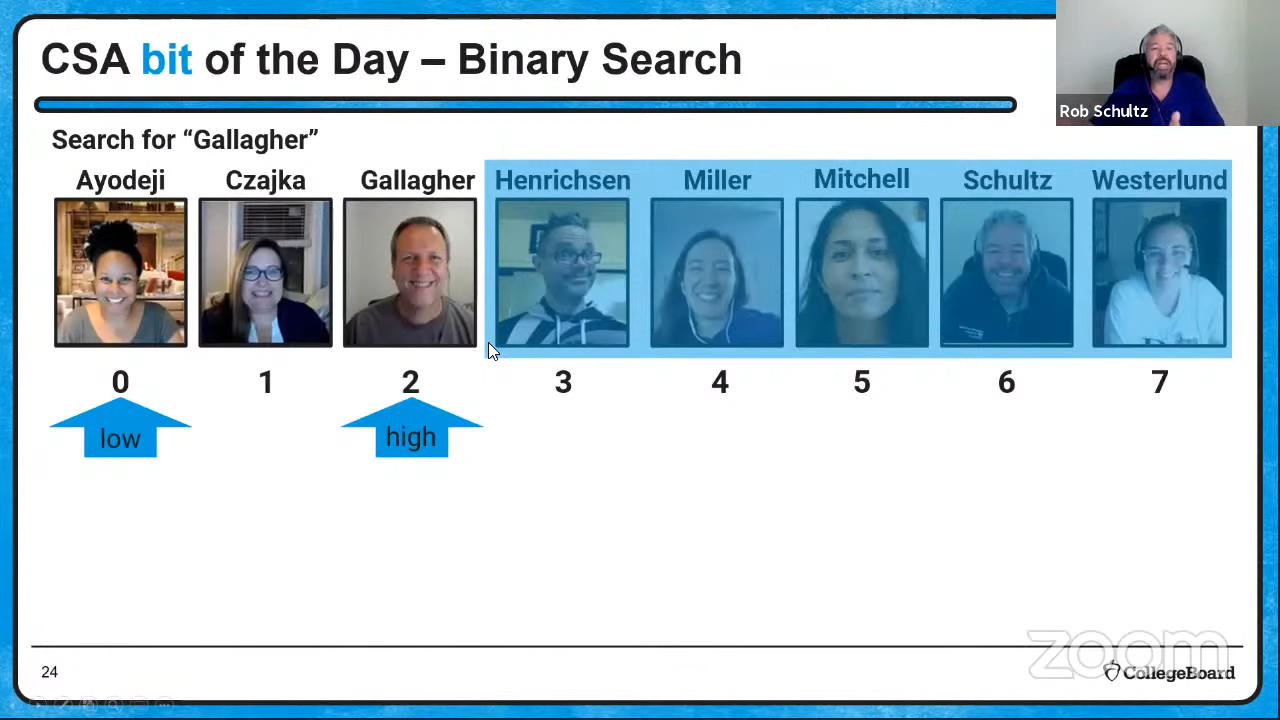 CSA bit of the Day – Binary Search
Rob Schultz
Search for “Gallagher”
Ayodeji Czajka Gallagher Henrichsen Miller Mitchell Schultz Westerlund
0 1 2 3 4 5 6 7
low high
zoom
24
CollegeBoard